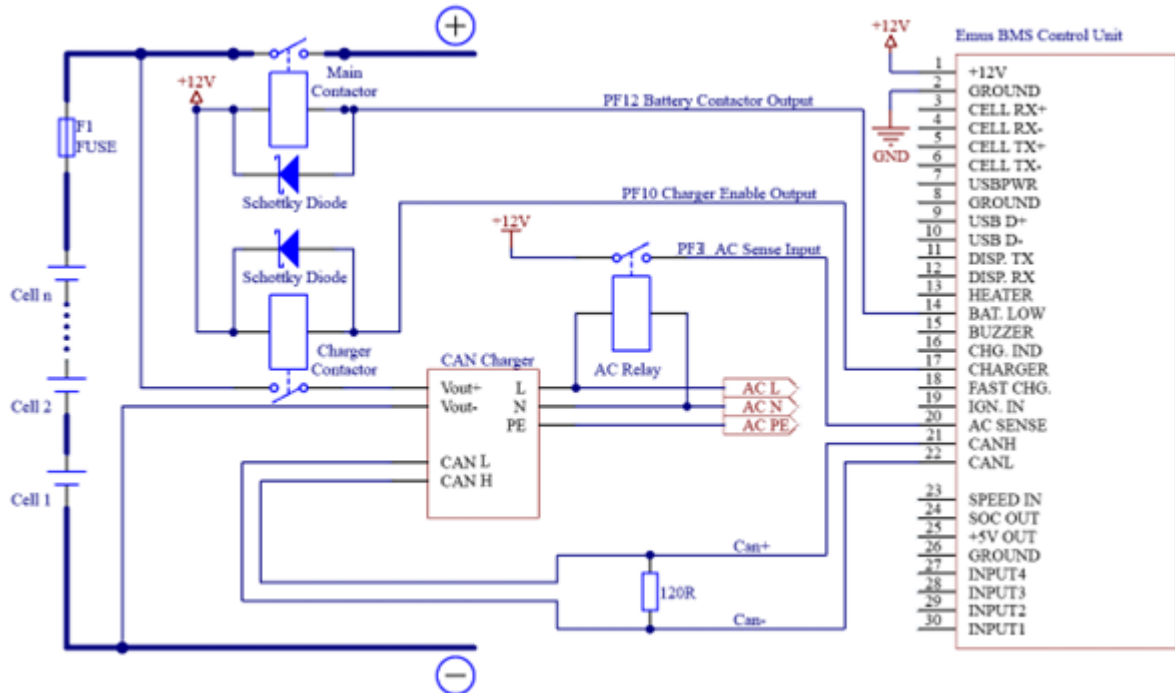 +12V
Emus BMS Control Unit
+12V
Main
Contactor
PF12 Battery Contactor Output
F1
FUSE
GND
Schottky Diode
PF10 Charger Enable Output
+12V
PF3 AC Sense Input
Schottky Diode
Cell n
Charger
Contactor
CAN Charger
AC Relay
Vout+
Vout-
L
N
PE
AC L
AC N
AC PE
Cell 2
CAN L
CAN H
Cell 1
Can+
120R
Can-
1 +12V
2 GROUND
3 CELL RX+
4 CELL RX-
5 CELL TX+
6 CELL TX-
7 USBPWR
8 GROUND
9 USB D+
10 USB D-
11 DISP. TX
12 DISP. RX
13 HEATER
14 BAT. LOW
15 BUZZER
16 CHG. IND
17 CHARGER
18 FAST CHG.
19 IGN. IN
20 AC SENSE
21 CANH
22 CANL
23 SPEED IN
24 SOC OUT
25 +5V OUT
26 GROUND
27 INPUT4
28 INPUT3
29 INPUT2
30 INPUT1